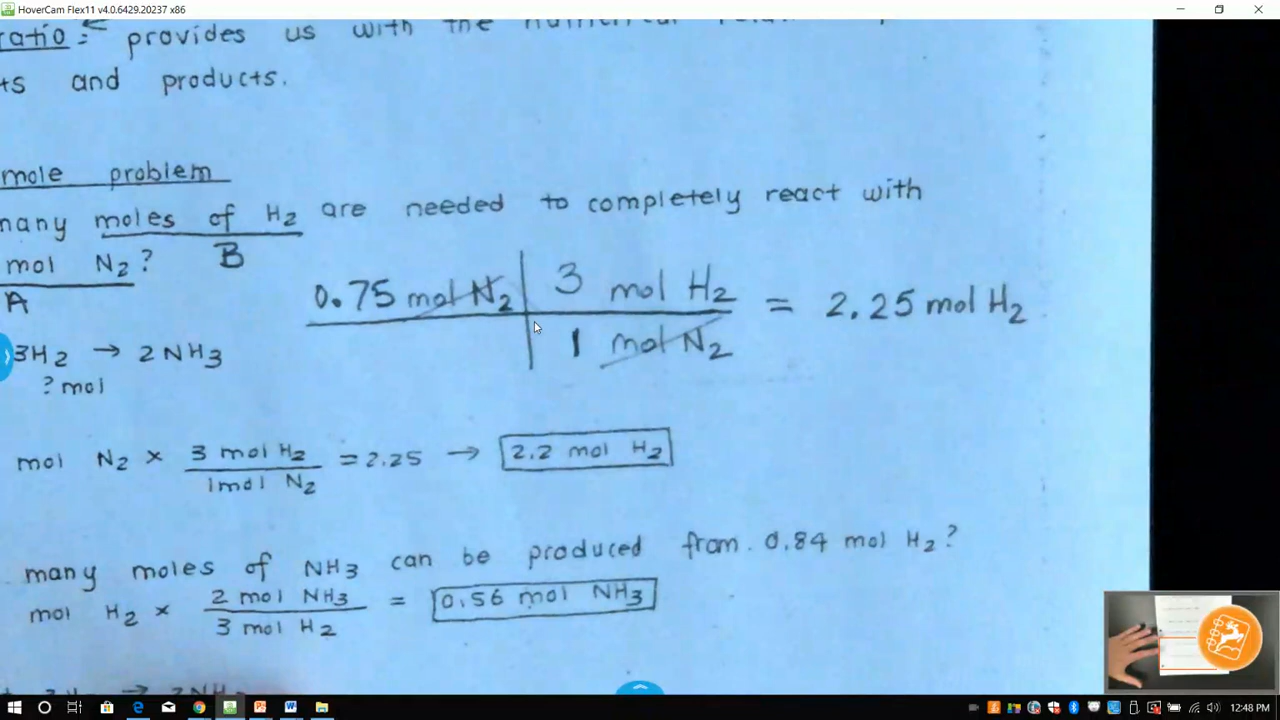 HoverCam Flex11 v4.0.6429.20237 x86
ratio: provides us with the numerical
ts and products.
mole problem
many moles of H2 are needed to completely react with
mol N2? B
A
0.75 mol N2 | 3 mol H2 = 2.25 mol H2
1 mol N2
3H2 → 2 NH3
? mol
mol N2 × 3 mol H2 = 2.25 → 2.2 mol H2
1 mol N2
many moles of NH3 can be produced from 0.84 mol H2?
mol H2 × 2 mol NH3 = 0.56 mol NH3
3 mol H2
12:48 PM